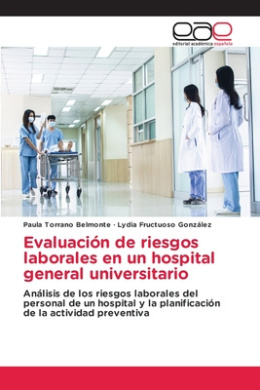 eae
editorial académica española
Paula Torrano Belmonte · Lydia Fructuoso González
Evaluación de riesgos
laborales en un hospital
general universitario
Análisis de los riesgos laborales del
personal de un hospital y la planificación
de la actividad preventiva